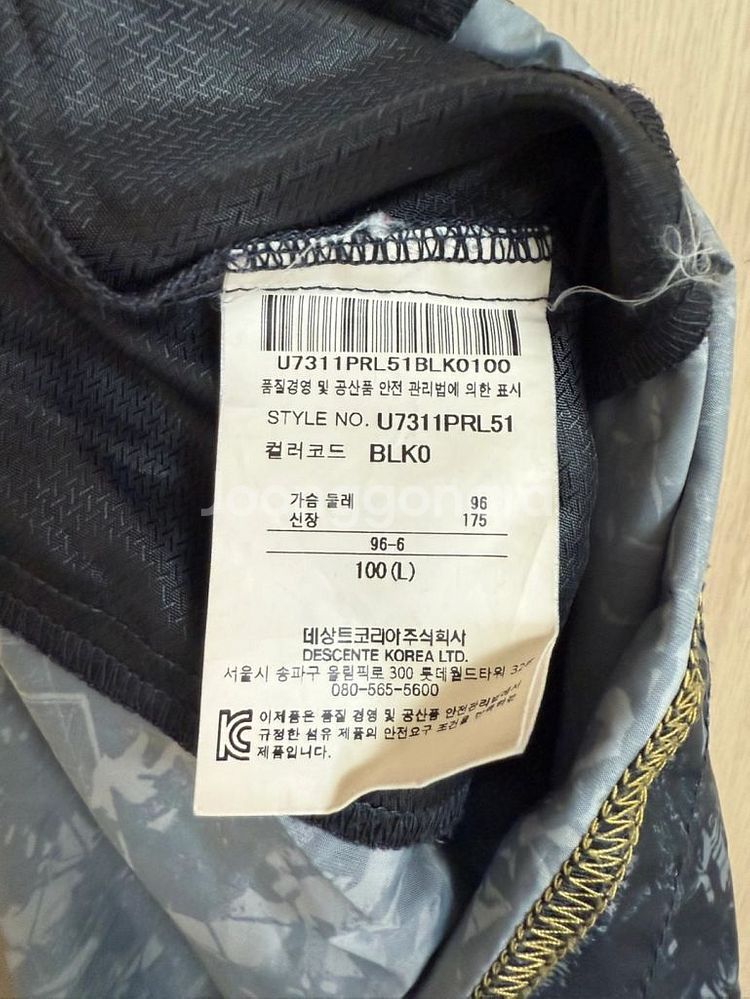 U7311PRL51BLK0100
품질경영 및 공산품 안전 관리법에 의한 표시
STYLE NO. U7311PRL51
컬러코드 BLK0
가슴 둘레 96
신장 175
96-6
100(L)
데상트코리아주식회사
DESCENTE KOREA LTD.
서울시 송파구 올림픽로 300 롯데월드타워 32층
080-565-5600
이제품은 품질 경영 및 공산품 안전관리법에서
규정한 섬유 제품의 안전요구 조건을 만족하는
제품입니다.